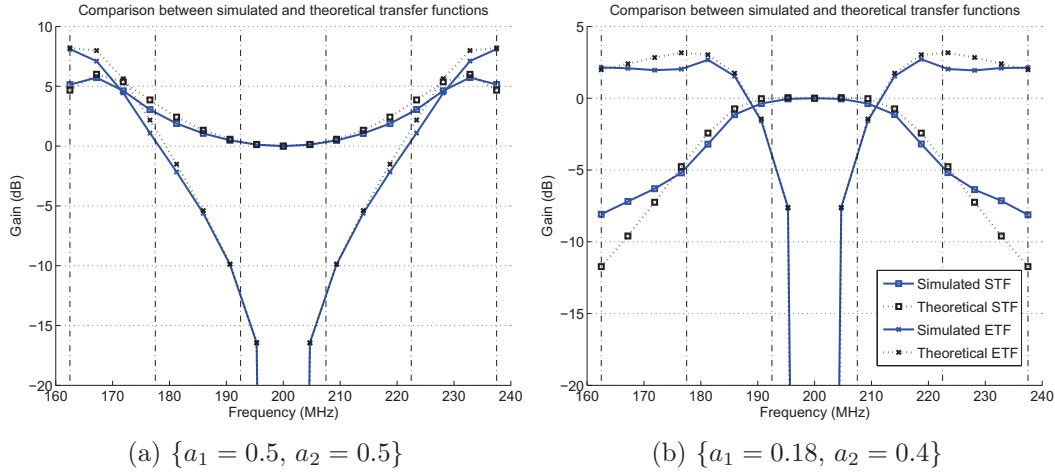 Comparison between simulated and theoretical transfer functions
10
5
0
−5
−10
−15
−20
Gain (dB)
160 170 180 190 200 210 220 230 240
Frequency (MHz)
(a) {a₁ = 0.5, a₂ = 0.5}
Comparison between simulated and theoretical transfer functions
5
0
−5
−10
−15
−20
Gain (dB)
Simulated STF
Theoretical STF
Simulated ETF
Theoretical ETF
160 170 180 190 200 210 220 230 240
Frequency (MHz)
(b) {a₁ = 0.18, a₂ = 0.4}